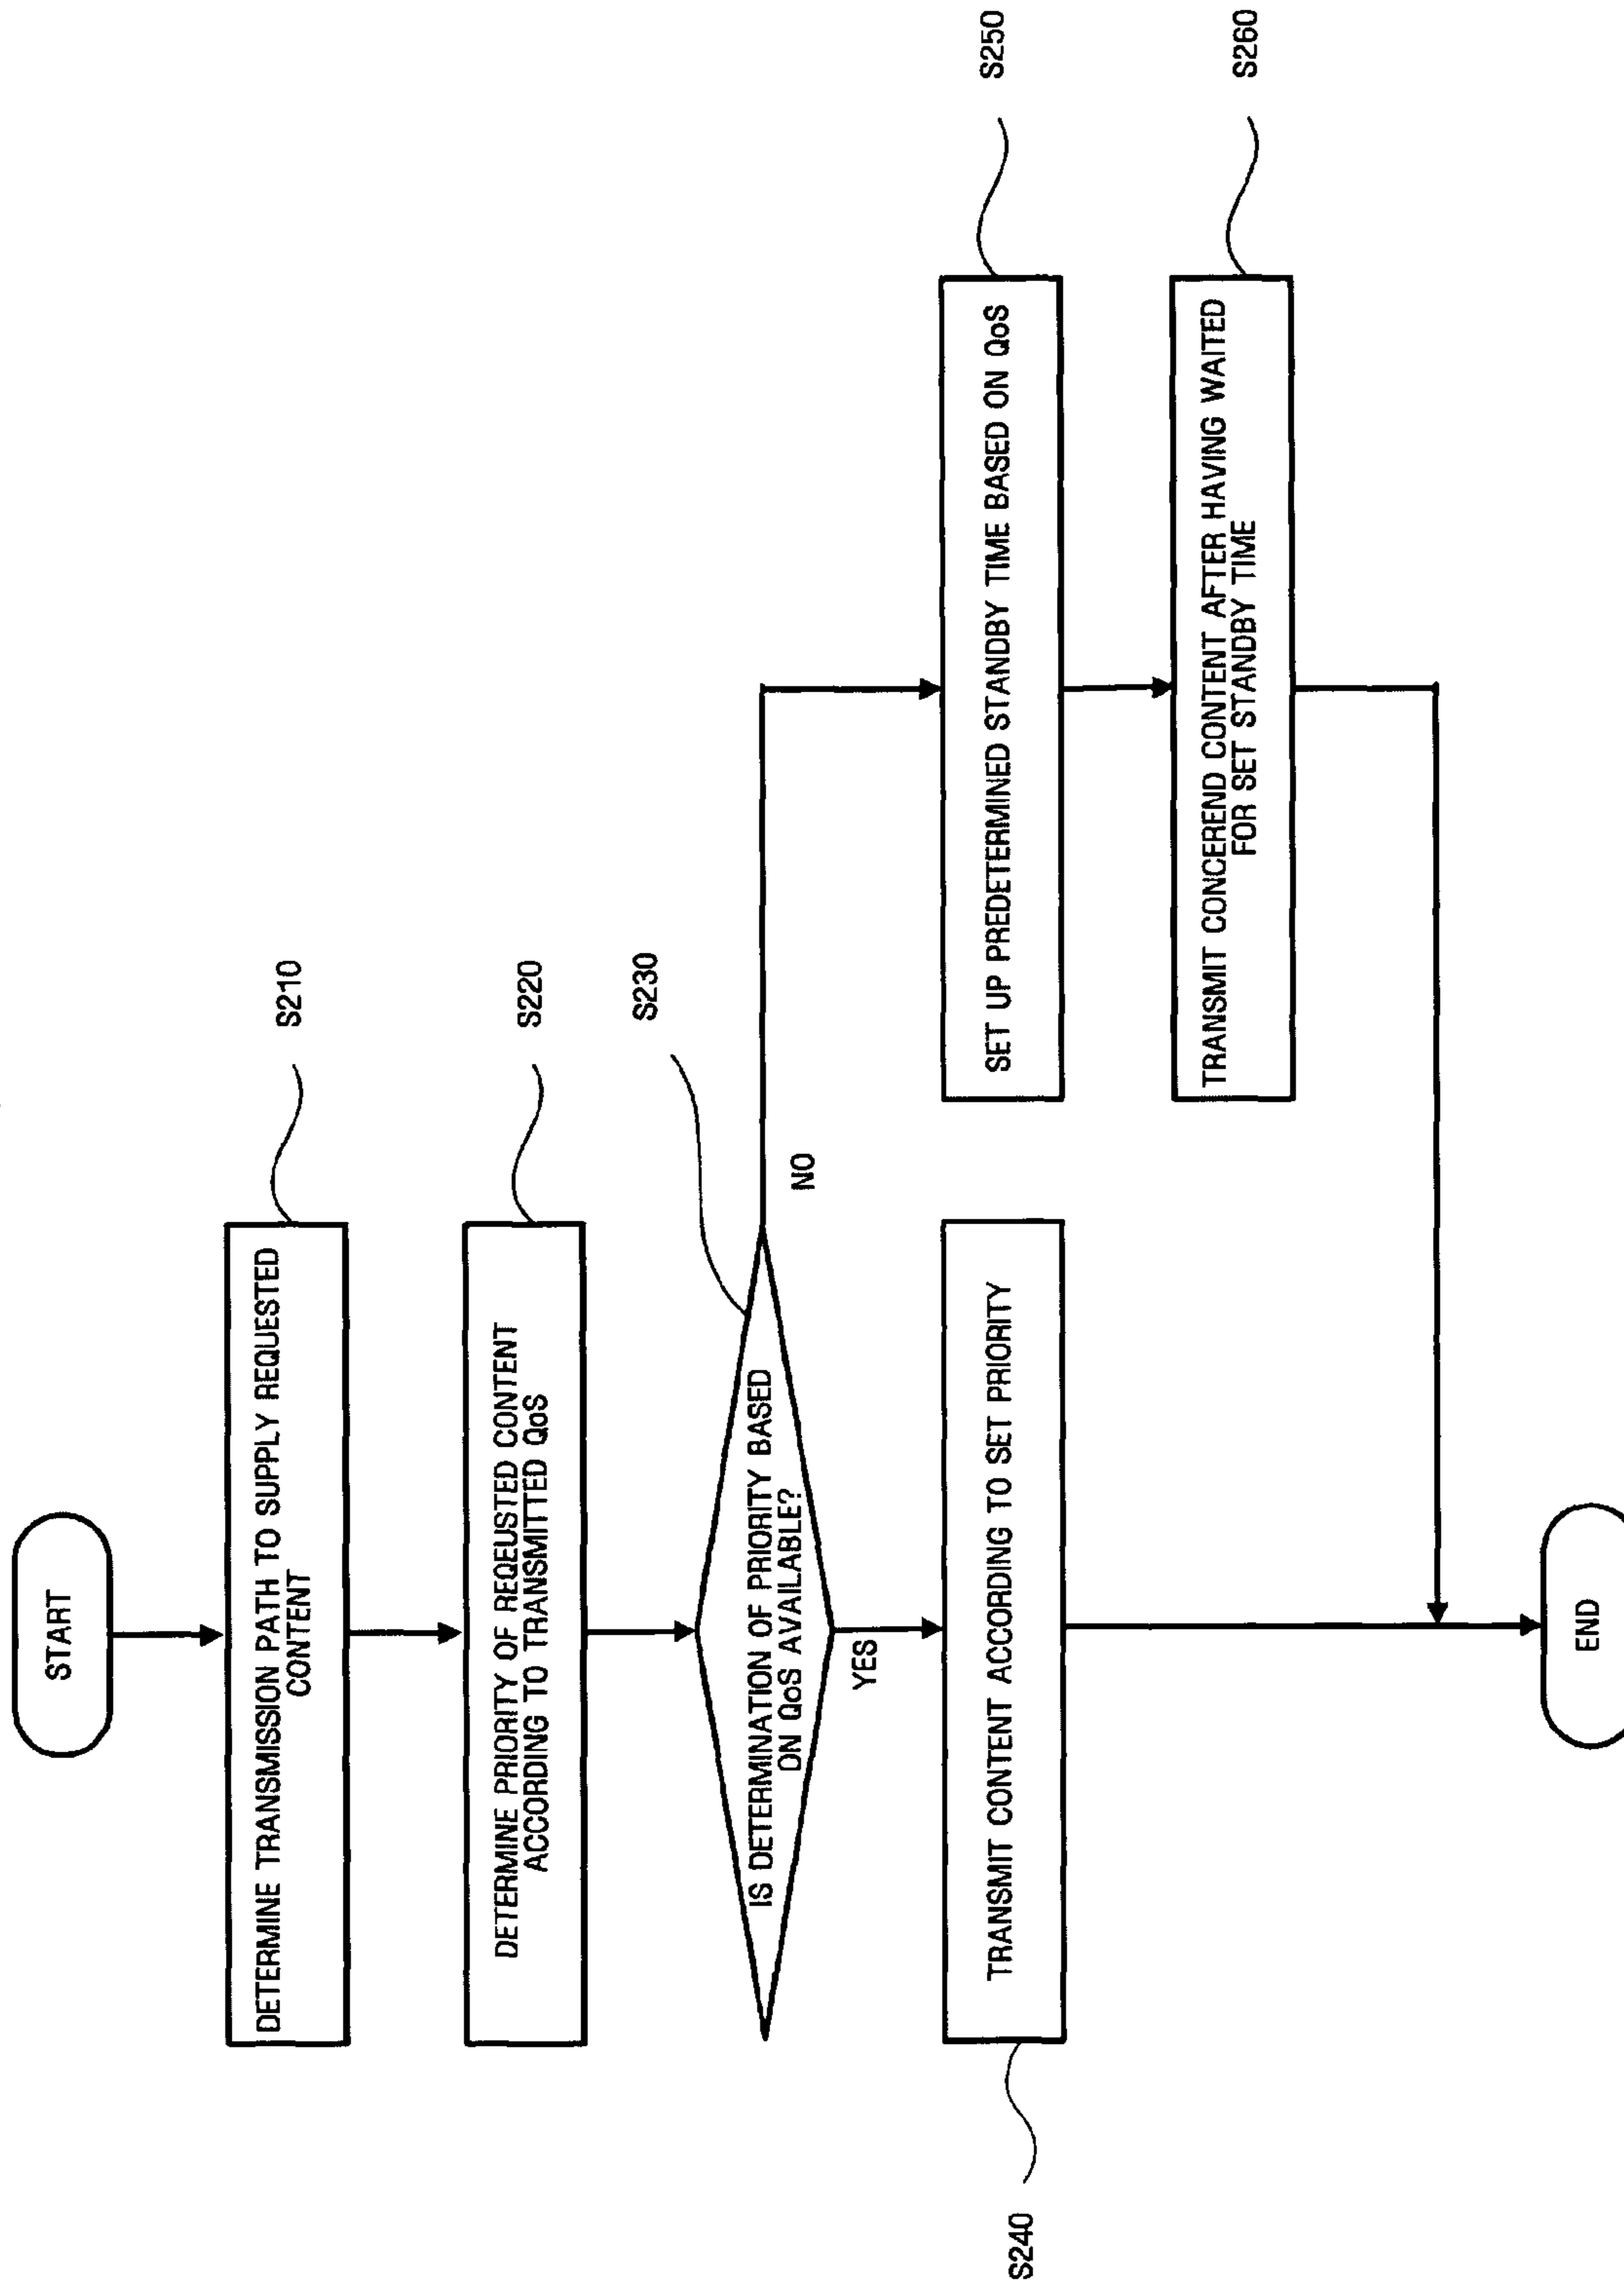 START
DETERMINE TRANSMISSION PATH TO SUPPLY REQUESTED
CONTENT
S210
DETERMINE PRIORITY OF REQEUSTED CONTENT
ACCORDING TO TRANSMITTED QoS
S220
IS DETERMINATION OF PRIORITY BASED
ON QoS AVAILABLE?
S230
NO
YES
TRANSMIT CONTENT ACCORDING TO SET PRIORITY
S240
SET UP PREDETERMINED STANDBY TIME BASED ON QoS
S250
TRANSMIT CONCEREND CONTENT AFTER HAVING WAITED
FOR SET STANDBY TIME
S260
END